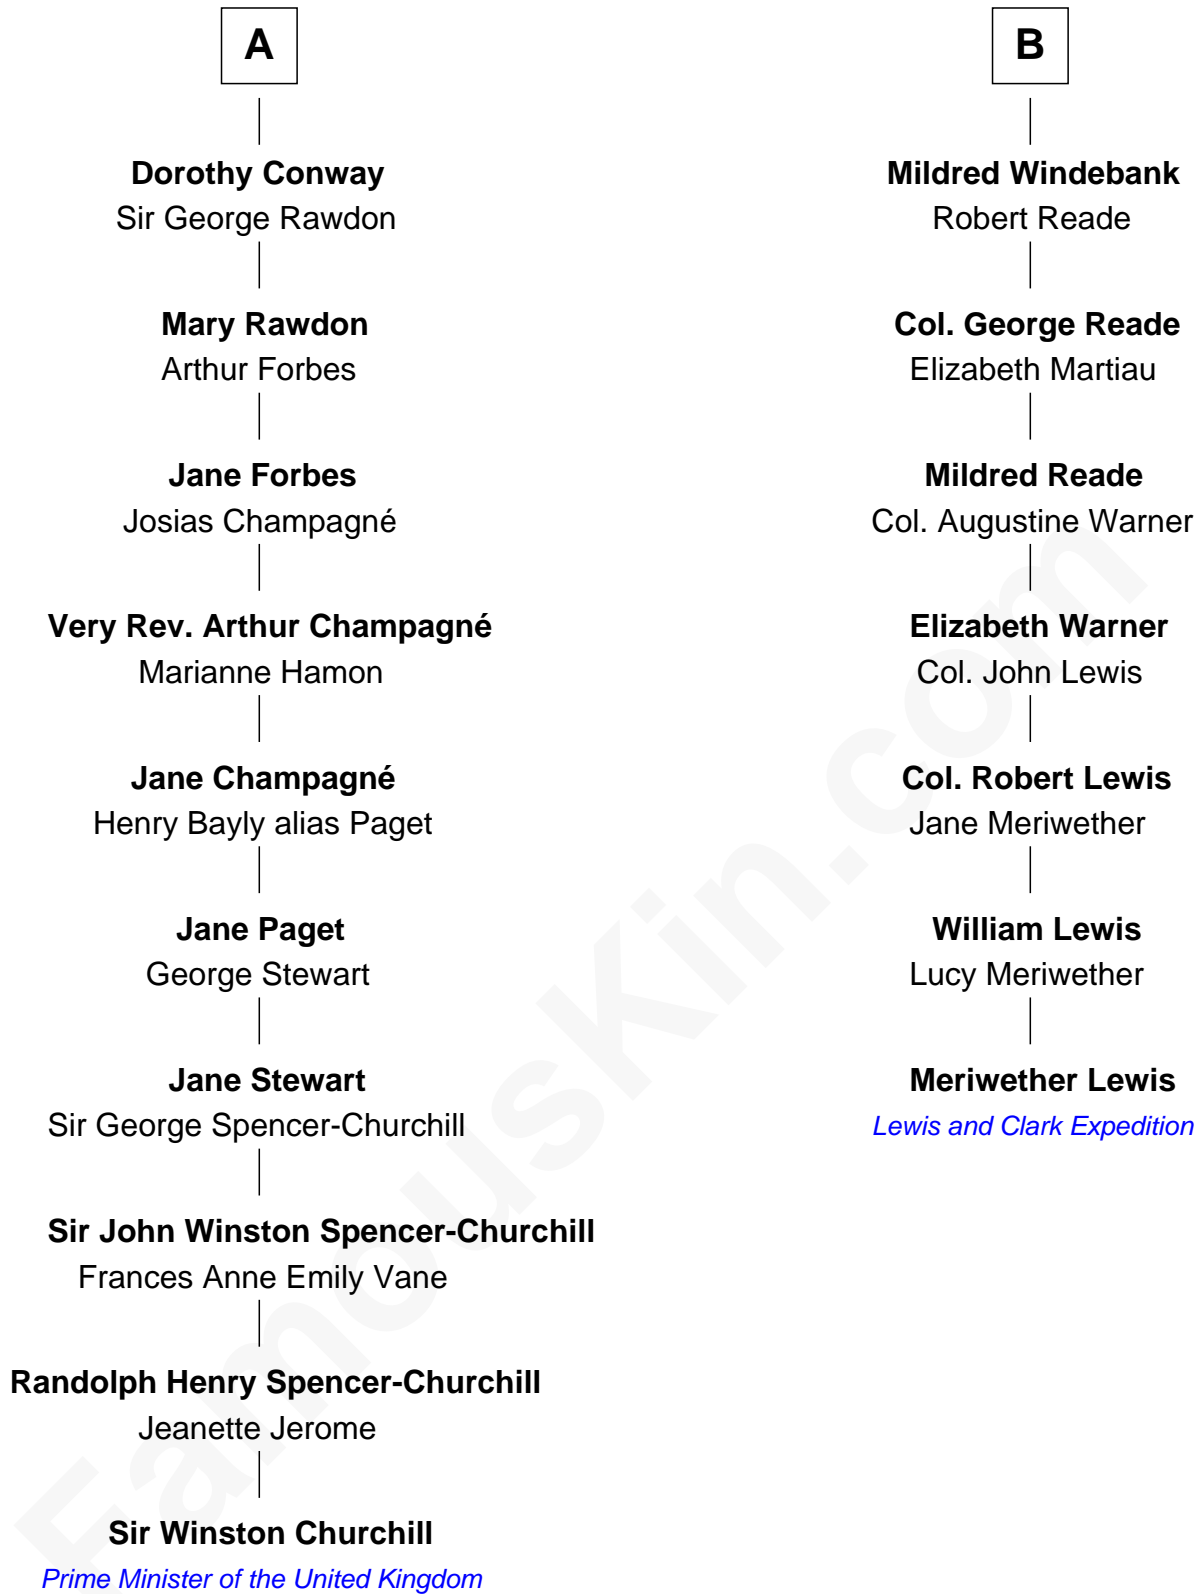 A
Dorothy Conway
Sir George Rawdon
Mary Rawdon
Arthur Forbes
Jane Forbes
Josias Champagné
Very Rev. Arthur Champagné
Marianne Hamon
Jane Champagné
Henry Bayly alias Paget
Jane Paget
George Stewart
Jane Stewart
Sir George Spencer-Churchill
Sir John Winston Spencer-Churchill
Frances Anne Emily Vane
Randolph Henry Spencer-Churchill
Jeanette Jerome
Sir Winston Churchill
Prime Minister of the United Kingdom
B
Mildred Windebank
Robert Reade
Col. George Reade
Elizabeth Martiau
Mildred Reade
Col. Augustine Warner
Elizabeth Warner
Col. John Lewis
Col. Robert Lewis
Jane Meriwether
William Lewis
Lucy Meriwether
Meriwether Lewis
Lewis and Clark Expedition
FamousKin.com